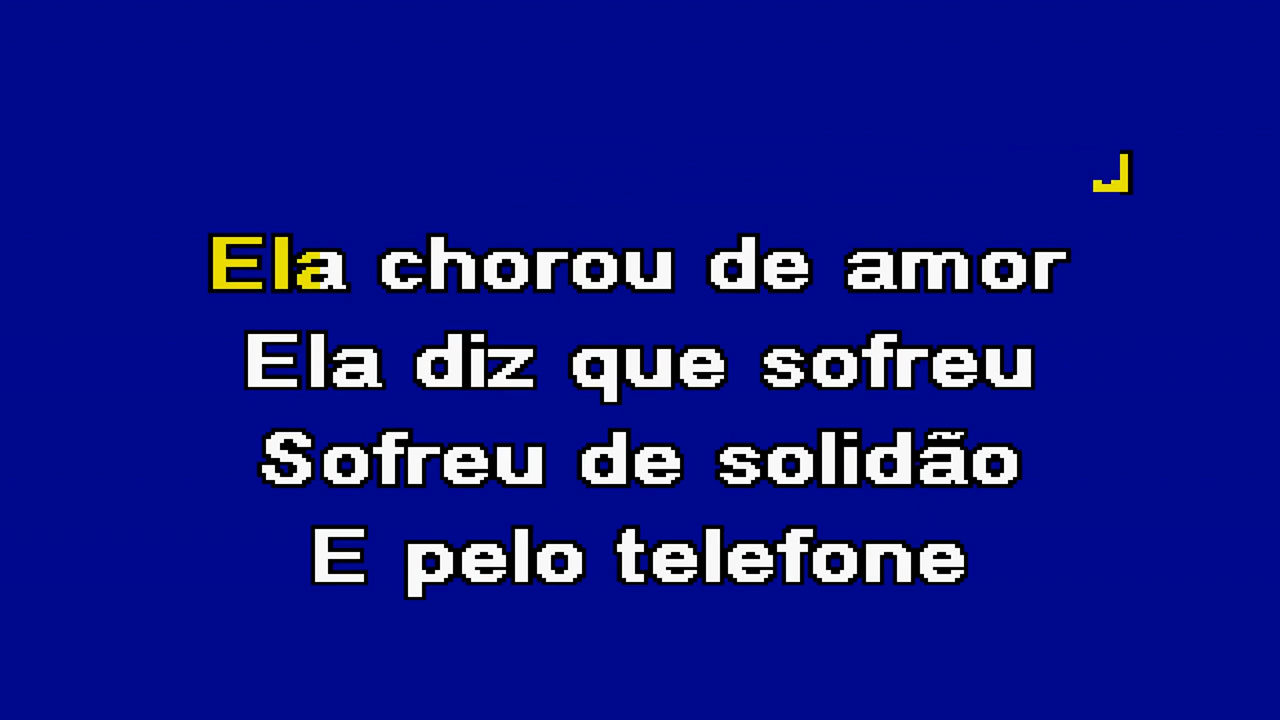 Ela chorou de amor
Ela diz que sofreu
Sofreu de solidão
E pelo telefone